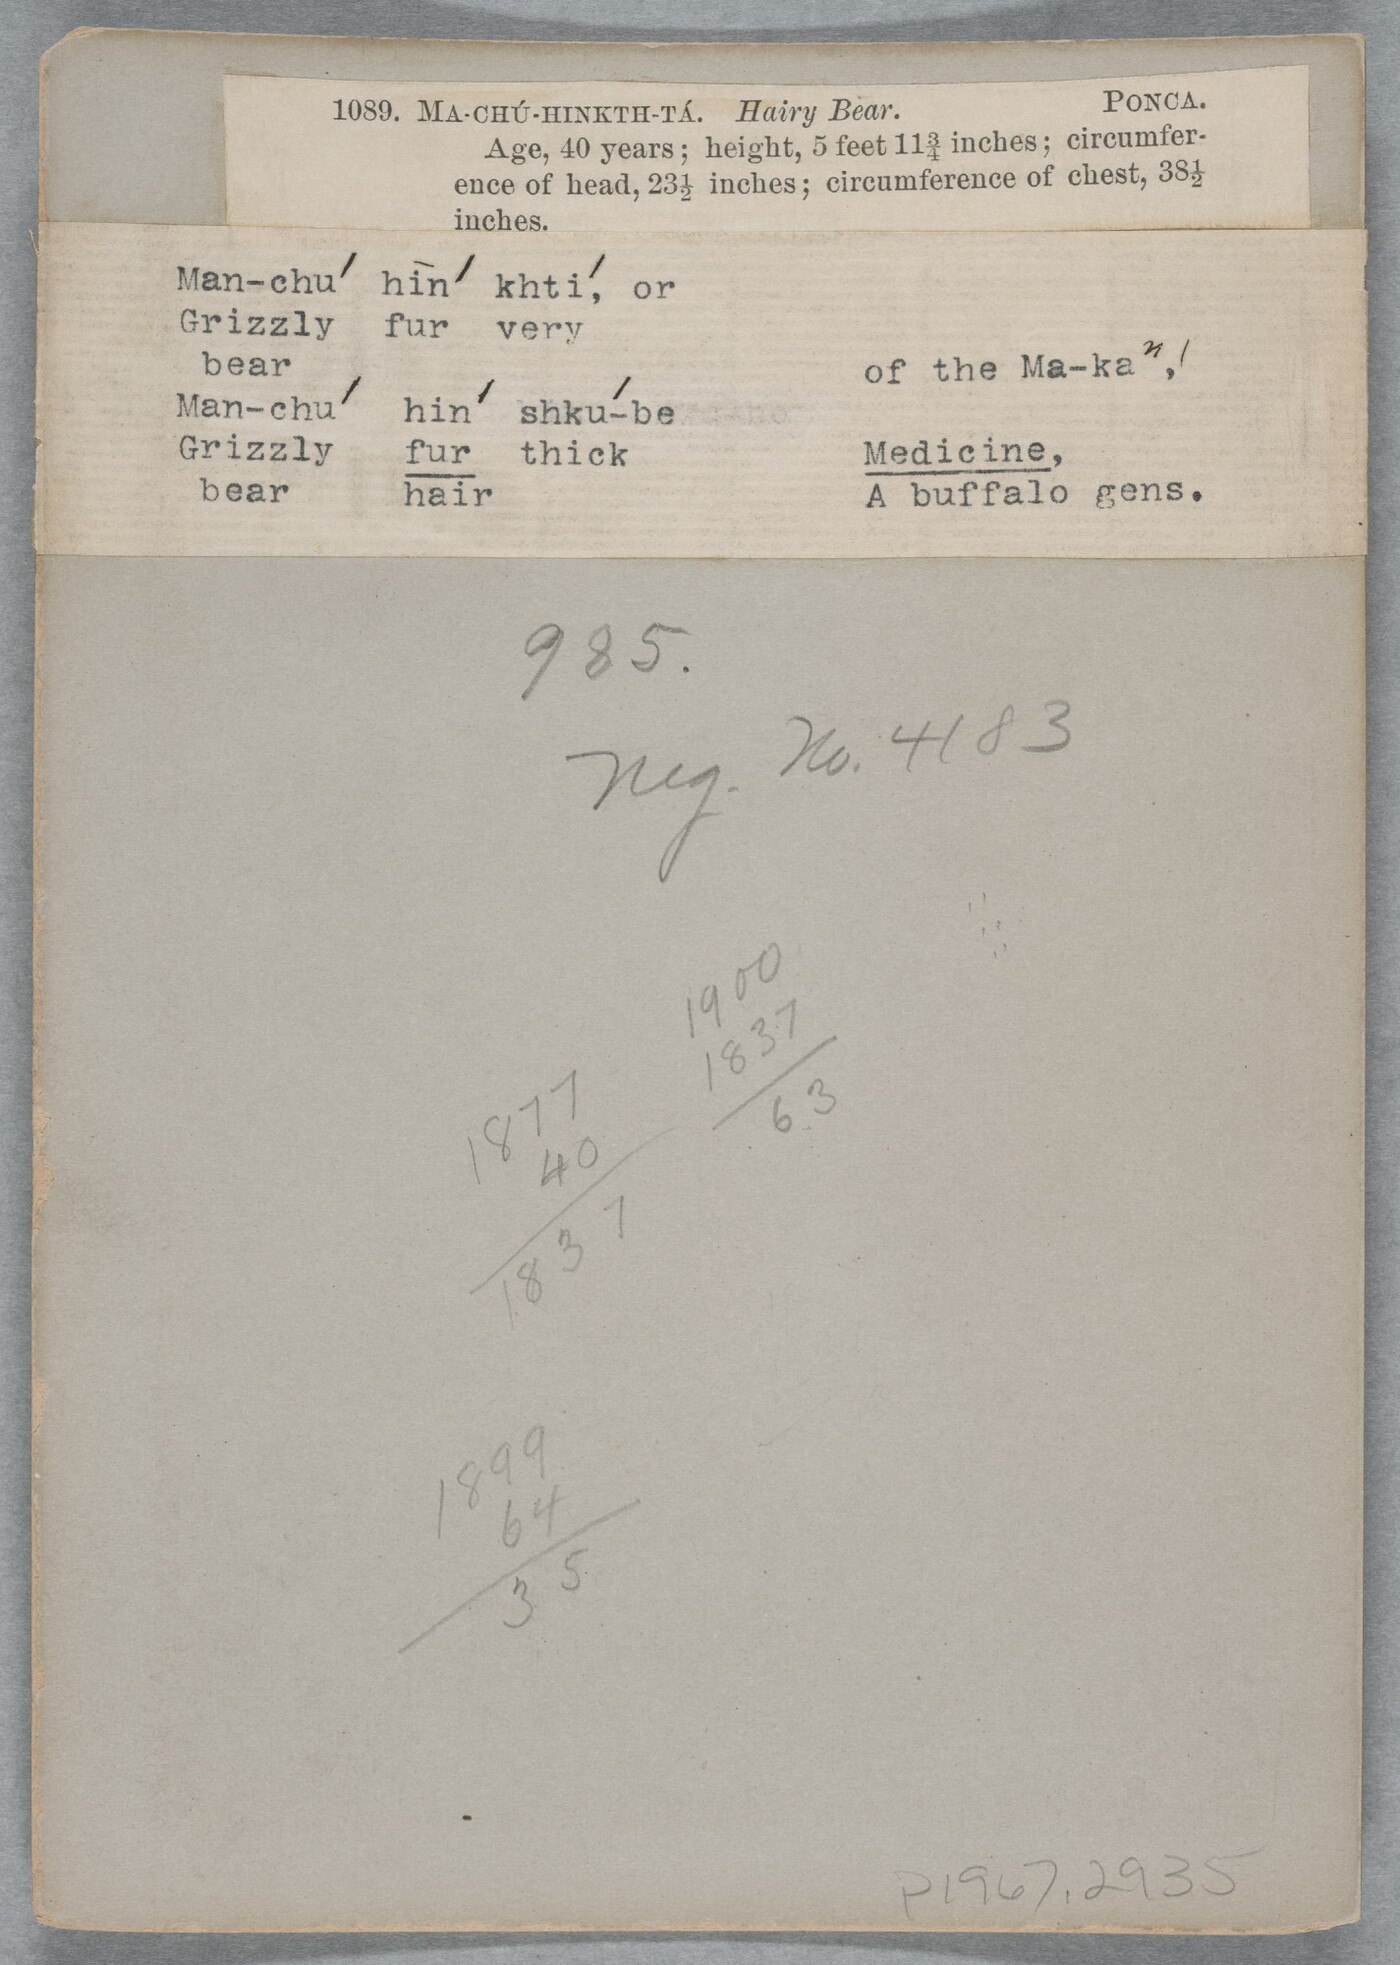 1089. MA-CHÚ-HINKTH-TÁ. Hairy Bear. PONCA.
Age, 40 years; height, 5 feet 11¾ inches; circumfer-
ence of head, 23½ inches; circumference of chest, 38½
inches.
Man-chu′ hīn′ khti′, or
Grizzly fur very
bear of the Ma-kaⁿ,′
Man-chu′ hin′ shku′-be
Grizzly fur thick Medicine,
bear hair A buffalo gens.
985.
Neg. No. 4183
1900
1837
63
1877
40
1837
1899
64
35
P1967.2935